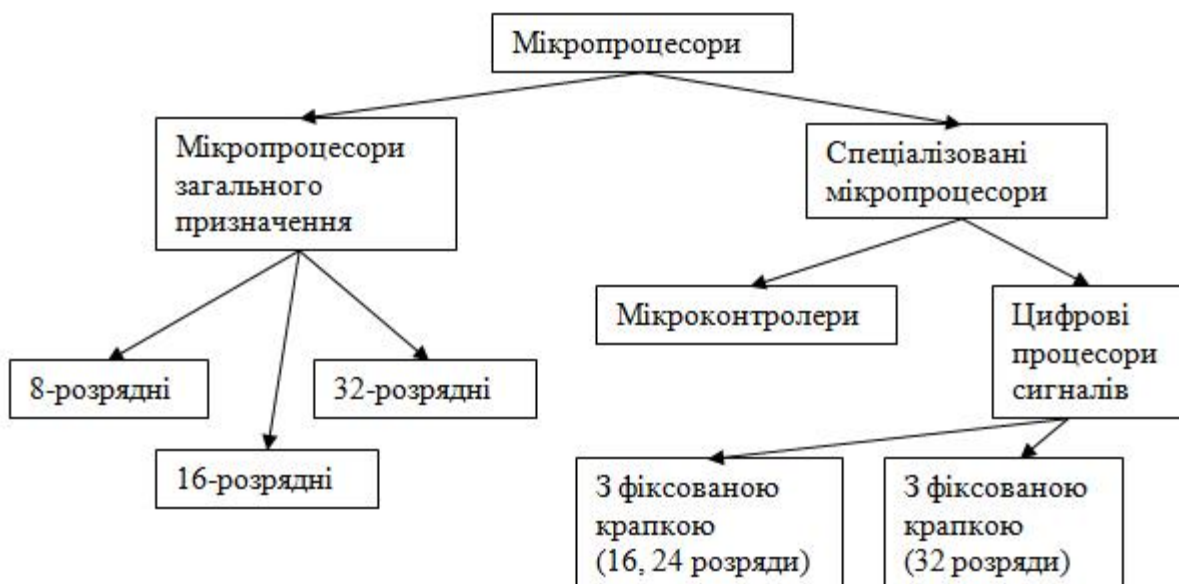 Мікропроцесори
Мікропроцесори
загального
призначення
Спеціалізовані
мікропроцесори
8-розрядні
16-розрядні
32-розрядні
Мікроконтролери
Цифрові
процесори
сигналів
З фіксованою
крапкою
(16, 24 розряди)
З фіксованою
крапкою
(32 розряди)